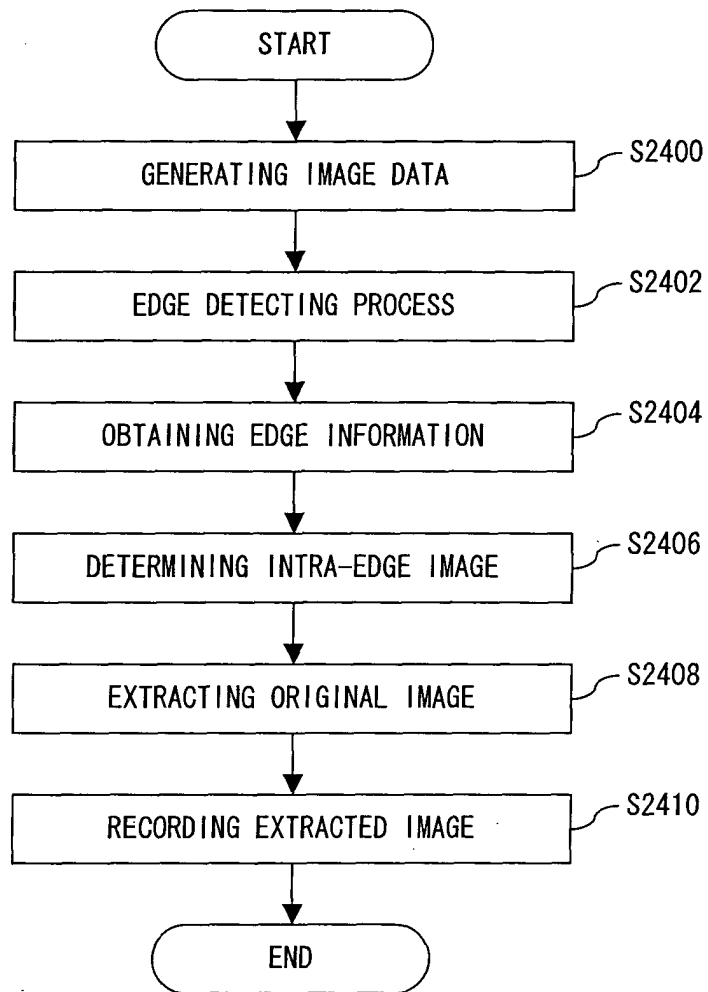 START
GENERATING IMAGE DATA
S2400
EDGE DETECTING PROCESS
S2402
OBTAINING EDGE INFORMATION
S2404
DETERMINING INTRA-EDGE IMAGE
S2406
EXTRACTING ORIGINAL IMAGE
S2408
RECORDING EXTRACTED IMAGE
S2410
END